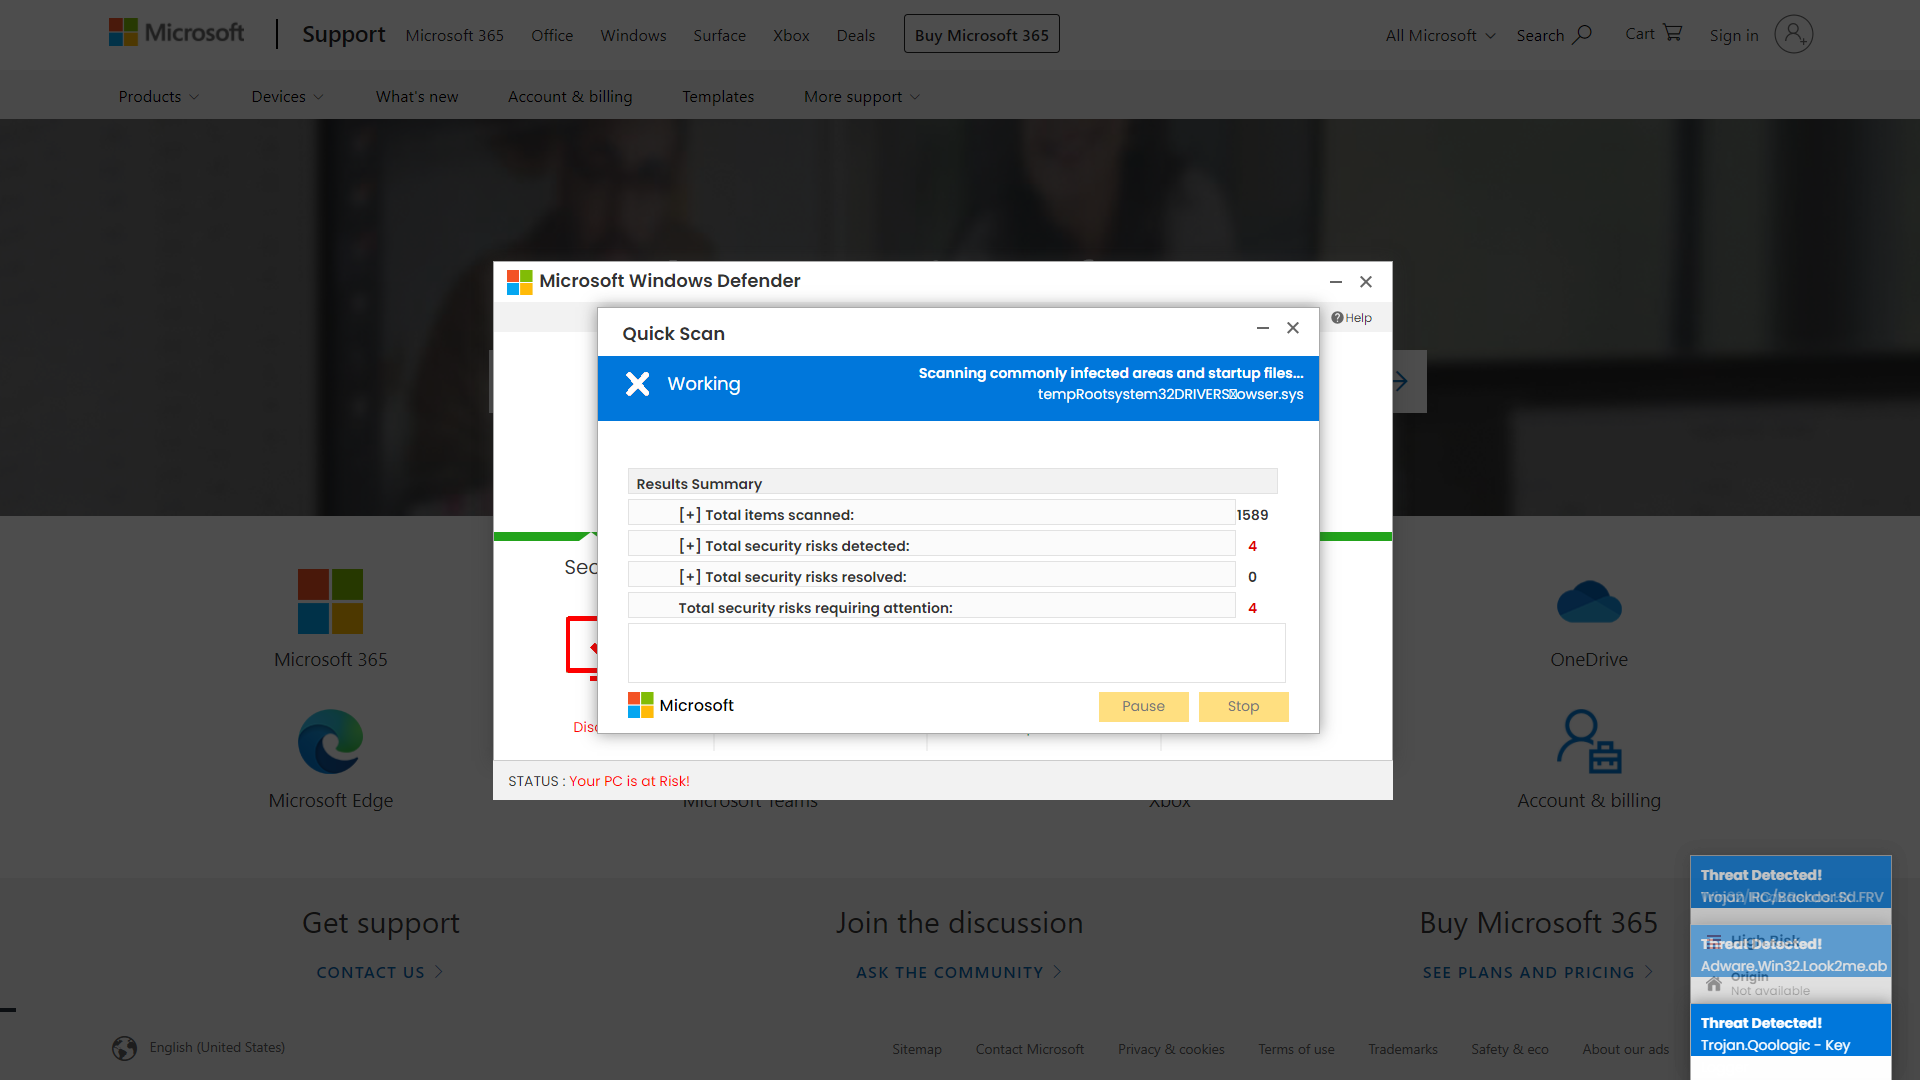 Microsoft
Support
Microsoft 365
Office
Windows
Surface
Xbox
Deals
Buy Microsoft 365
All Microsoft
Search
Cart
Sign in
Products
Devices
What's new
Account & billing
Templates
More support
Microsoft Windows Defender
Help
Quick Scan
Working
Scanning commonly infected areas and startup files...
tempRootsystem32DRIVERS owser.sys
Results Summary
[+] Total items scanned: 1589
[+] Total security risks detected: 4
[+] Total security risks resolved: 0
Total security risks requiring attention: 4
Microsoft
Pause
Stop
Sec
Disc
STATUS : Your PC is at Risk!
Microsoft 365
OneDrive
Microsoft Edge
Microsoft Teams
Xbox
Account & billing
Get support
CONTACT US
Join the discussion
ASK THE COMMUNITY
Buy Microsoft 365
SEE PLANS AND PRICING
Threat Detected!
High Risk
Threat Detected!
Adware.Win32.Look2me.ab
Origin
Not available
Threat Detected!
Trojan.Qoologic - Key
English (United States)
Sitemap
Contact Microsoft
Privacy & cookies
Terms of use
Trademarks
Safety & eco
About our ads